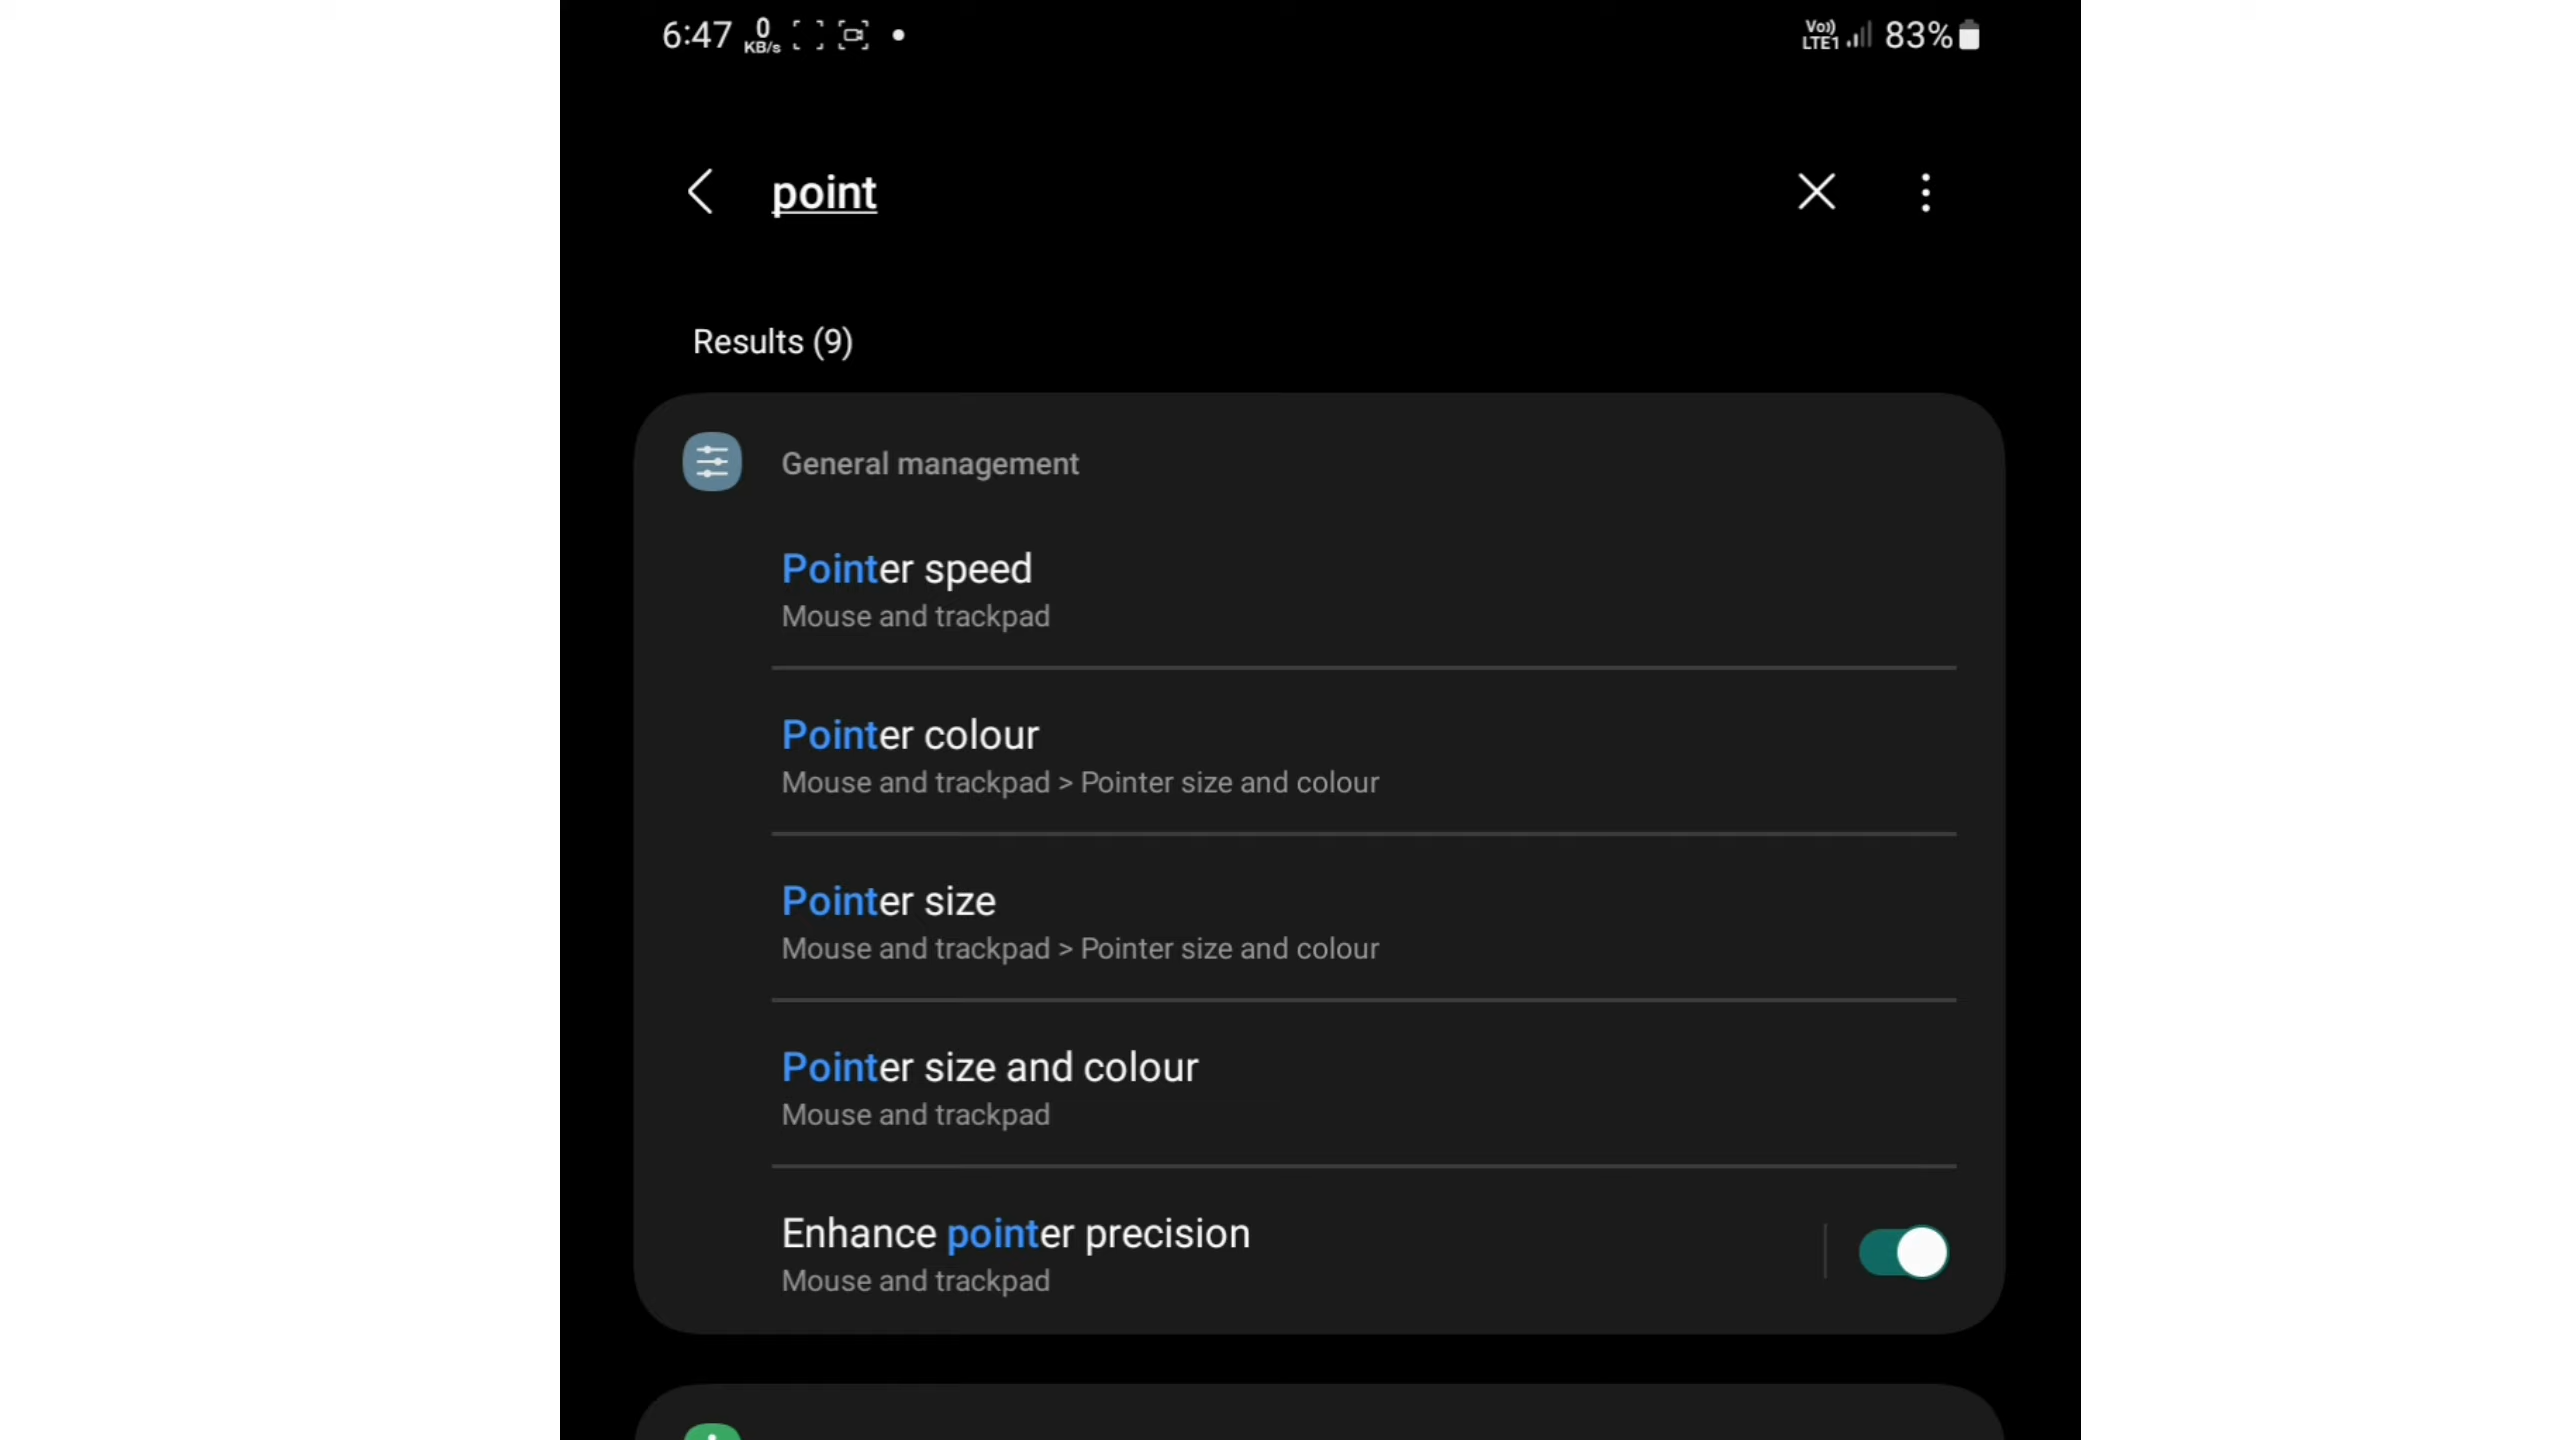 6:47 0 KB/s Vo)) LTE1 83%
point
Results (9)
General management
Pointer speed
Mouse and trackpad
Pointer colour
Mouse and trackpad > Pointer size and colour
Pointer size
Mouse and trackpad > Pointer size and colour
Pointer size and colour
Mouse and trackpad
Enhance pointer precision
Mouse and trackpad